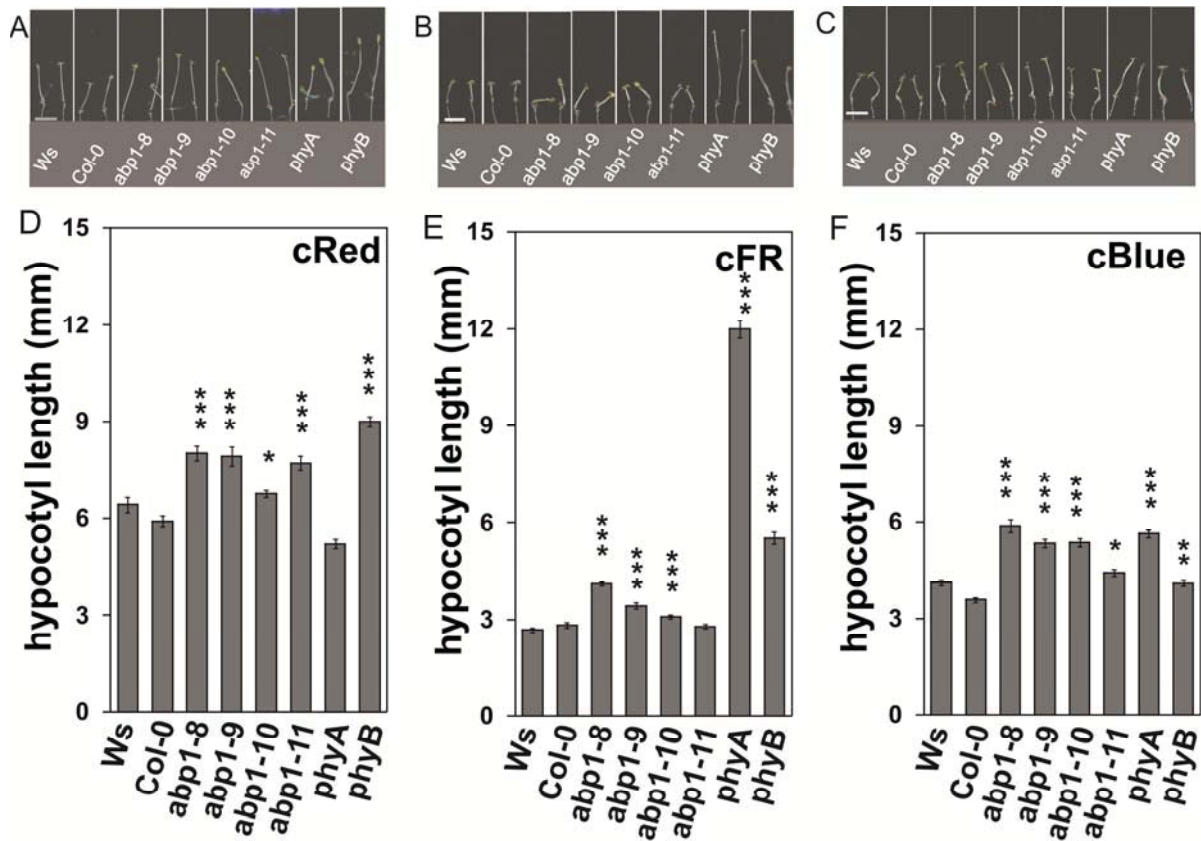 A
Ws Col-0 abp1-8 abp1-9 abp1-10 abp1-11 phyA phyB
B
Ws Col-0 abp1-8 abp1-9 abp1-10 abp1-11 phyA phyB
C
Ws Col-0 abp1-8 abp1-9 abp1-10 abp1-11 phyA phyB
D
cRed
hypocotyl length (mm)
15
12
9
6
3
0
***
***
*
***
***
Ws Col-0 abp1-8 abp1-9 abp1-10 abp1-11 phyA phyB
E
cFR
hypocotyl length (mm)
15
12
9
6
3
0
***
***
***
***
***
Ws Col-0 abp1-8 abp1-9 abp1-10 abp1-11 phyA phyB
F
cBlue
hypocotyl length (mm)
15
12
9
6
3
0
***
***
***
*
***
**
Ws Col-0 abp1-8 abp1-9 abp1-10 abp1-11 phyA phyB